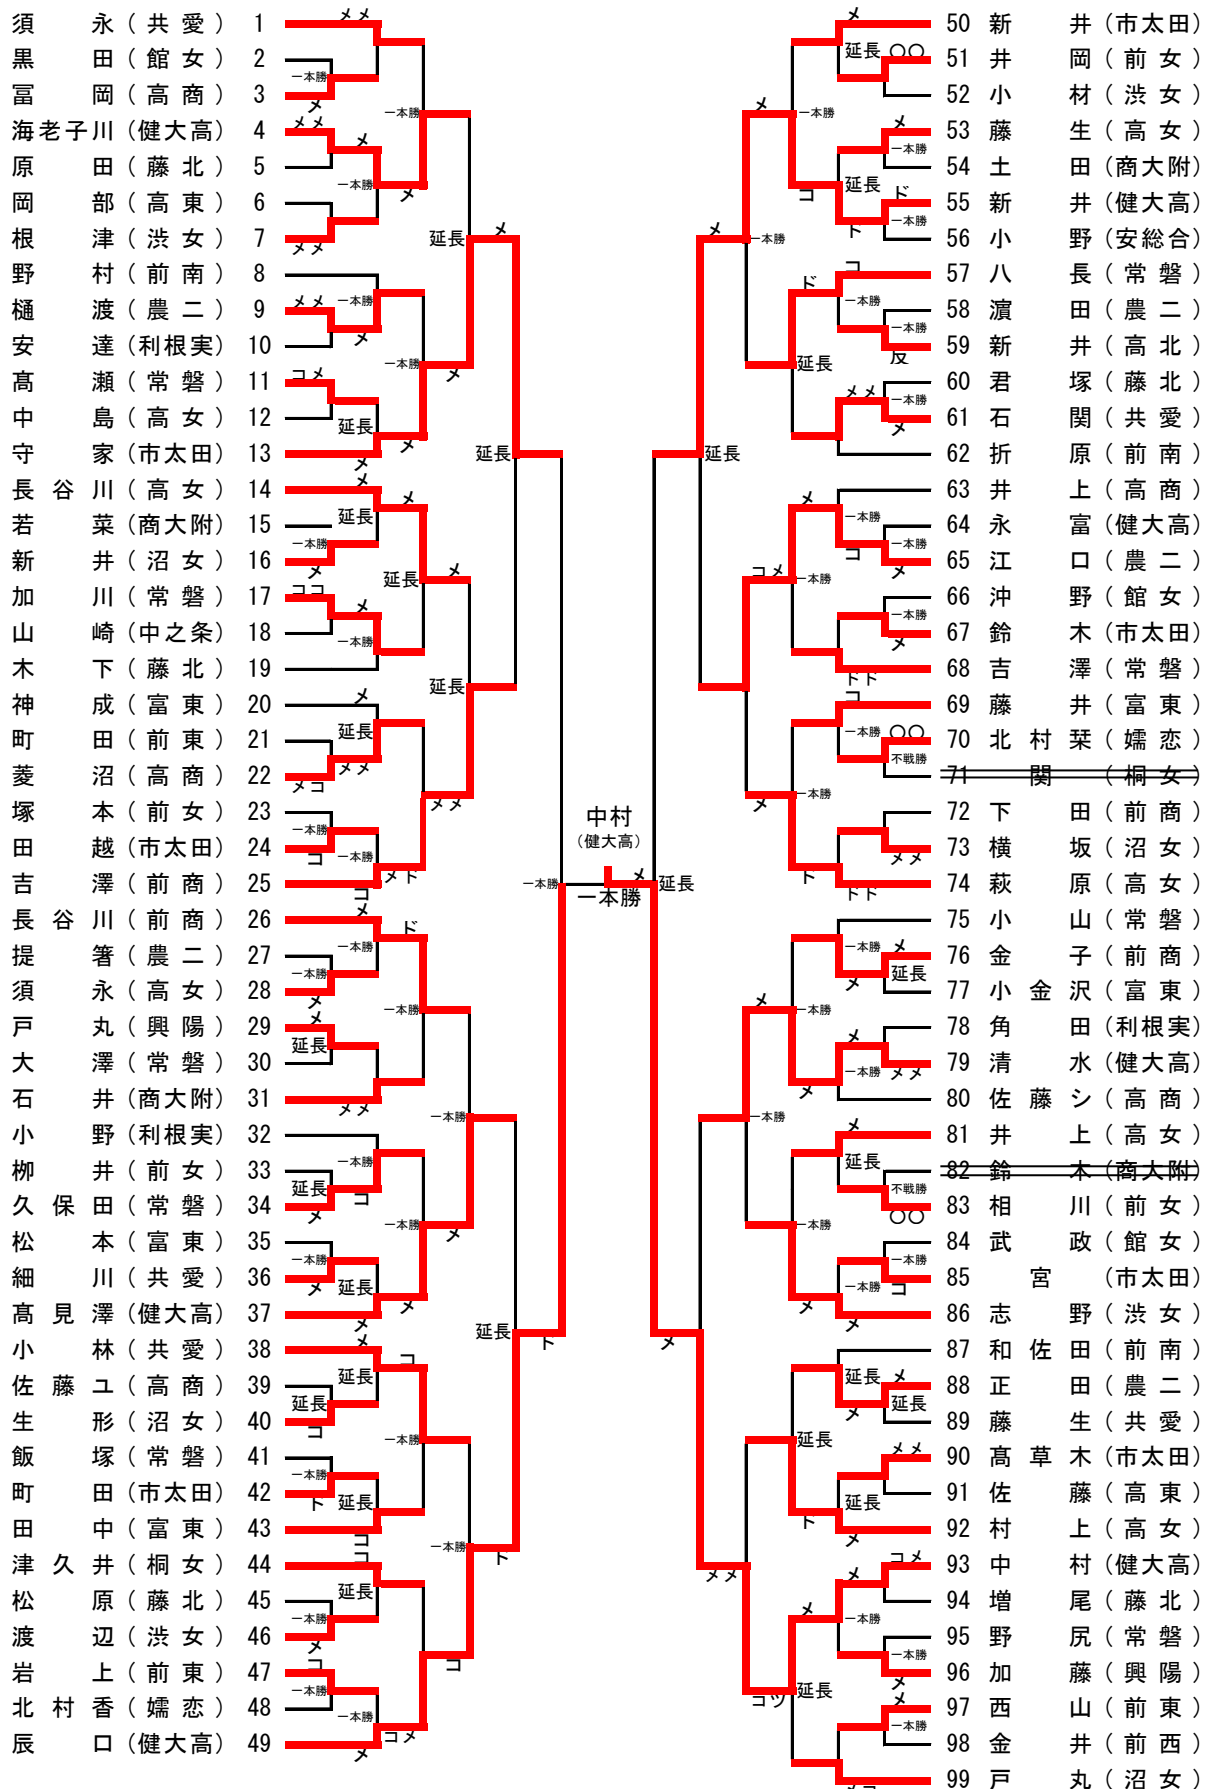 須永（共愛） 1
黒田（館女） 2
冨岡（高商） 3
海老子川（健大高） 4
原田（藤北） 5
岡部（高東） 6
根津（渋女） 7
野村（前南） 8
樋渡（農二） 9
安達（利根実） 10
髙瀬（常磐） 11
中島（高女） 12
守家（市太田） 13
長谷川（高女） 14
若菜（商大附） 15
新井（沼女） 16
加川（常磐） 17
山崎（中之条） 18
木下（藤北） 19
神成（富東） 20
町田（前東） 21
菱沼（高商） 22
塚本（前女） 23
田越（市太田） 24
吉澤（前商） 25
長谷川（前商） 26
提箸（農二） 27
須永（高女） 28
戸丸（興陽） 29
大澤（常磐） 30
石井（商大附） 31
小野（利根実） 32
栁井（前女） 33
久保田（常磐） 34
松本（富東） 35
細川（共愛） 36
髙見澤（健大高） 37
小林（共愛） 38
佐藤ユ（高商） 39
生形（沼女） 40
飯塚（常磐） 41
町田（市太田） 42
田中（富東） 43
津久井（桐女） 44
松原（藤北） 45
渡辺（渋女） 46
岩上（前東） 47
北村香（嬬恋） 48
辰口（健大高） 49
中村
（健大高）
一本勝
メ
延長
50 新井（市太田）
51 井岡（前女）
52 小材（渋女）
53 藤生（高女）
54 土田（商大附）
55 新井（健大高）
56 小野（安総合）
57 八長（常磐）
58 濵田（農二）
59 新井（高北）
60 君塚（藤北）
61 石関（共愛）
62 折原（前南）
63 井上（高商）
64 永富（健大高）
65 江口（農二）
66 沖野（館女）
67 鈴木（市太田）
68 吉澤（常磐）
69 藤井（富東）
70 北村栞（嬬恋）
71 関（桐女）
72 下田（前商）
73 横坂（沼女）
74 萩原（高女）
75 小山（常磐）
76 金子（前商）
77 小金沢（富東）
78 角田（利根実）
79 清水（健大高）
80 佐藤シ（高商）
81 井上（高女）
82 鈴木（商大附）
83 相川（前女）
84 武政（館女）
85 宮（市太田）
86 志野（渋女）
87 和佐田（前南）
88 正田（農二）
89 藤生（共愛）
90 髙草木（市太田）
91 佐藤（高東）
92 村上（高女）
93 中村（健大高）
94 増尾（藤北）
95 野尻（常磐）
96 加藤（興陽）
97 西山（前東）
98 金井（前西）
99 戸丸（沼女）